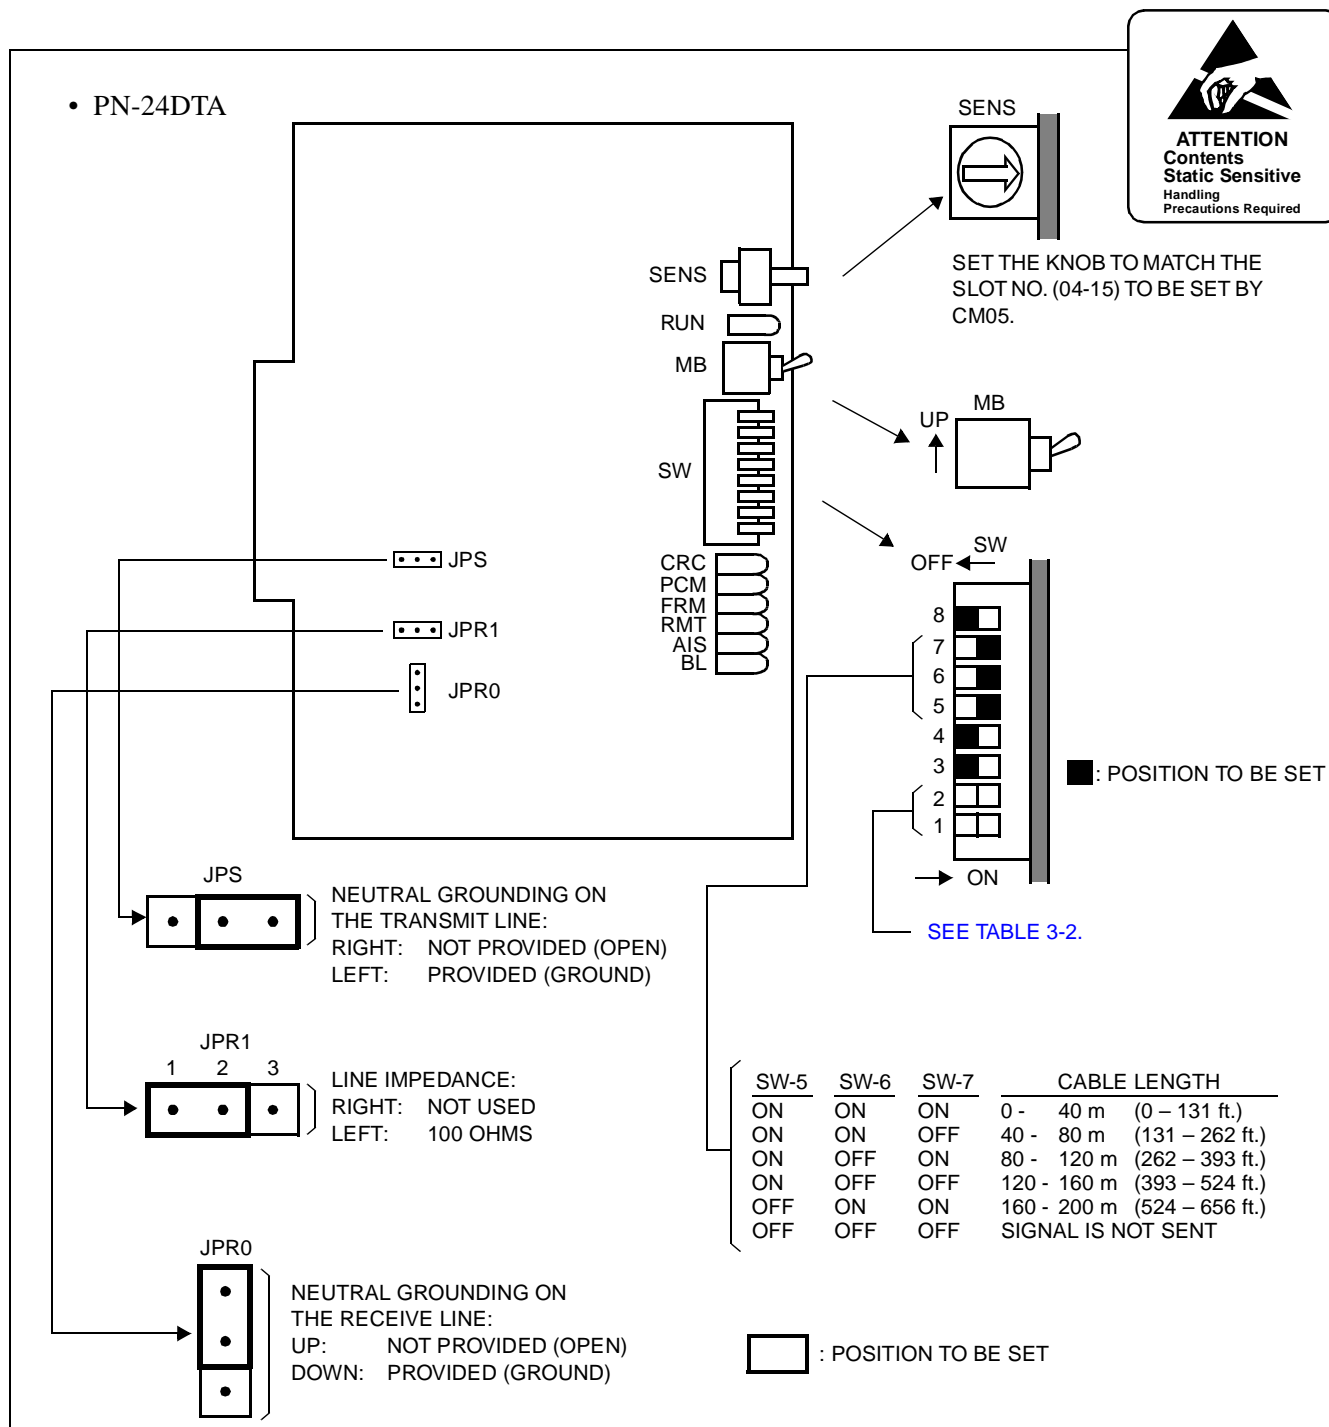 ATTENTION
Contents
Static Sensitive
Handling
Precautions Required
• PN-24DTA
SENS
SET THE KNOB TO MATCH THE
SLOT NO. (04-15) TO BE SET BY
CM05.
SENS
RUN
MB
SW
MB
UP
SW
OFF
JPS
JPR1
JPR0
CRC
PCM
FRM
RMT
AIS
BL
8
7
6
5
4
3
2
1
ON
: POSITION TO BE SET
SEE TABLE 3-2.
JPS
NEUTRAL GROUNDING ON
THE TRANSMIT LINE:
RIGHT: NOT PROVIDED (OPEN)
LEFT: PROVIDED (GROUND)
JPR1
1 2 3
LINE IMPEDANCE:
RIGHT: NOT USED
LEFT: 100 OHMS
SW-5 SW-6 SW-7 CABLE LENGTH
ON ON ON 0 - 40 m (0 – 131 ft.)
ON ON OFF 40 - 80 m (131 – 262 ft.)
ON OFF ON 80 - 120 m (262 – 393 ft.)
ON OFF OFF 120 - 160 m (393 – 524 ft.)
OFF ON ON 160 - 200 m (524 – 656 ft.)
OFF OFF OFF SIGNAL IS NOT SENT
JPR0
NEUTRAL GROUNDING ON
THE RECEIVE LINE:
UP: NOT PROVIDED (OPEN)
DOWN: PROVIDED (GROUND)
: POSITION TO BE SET